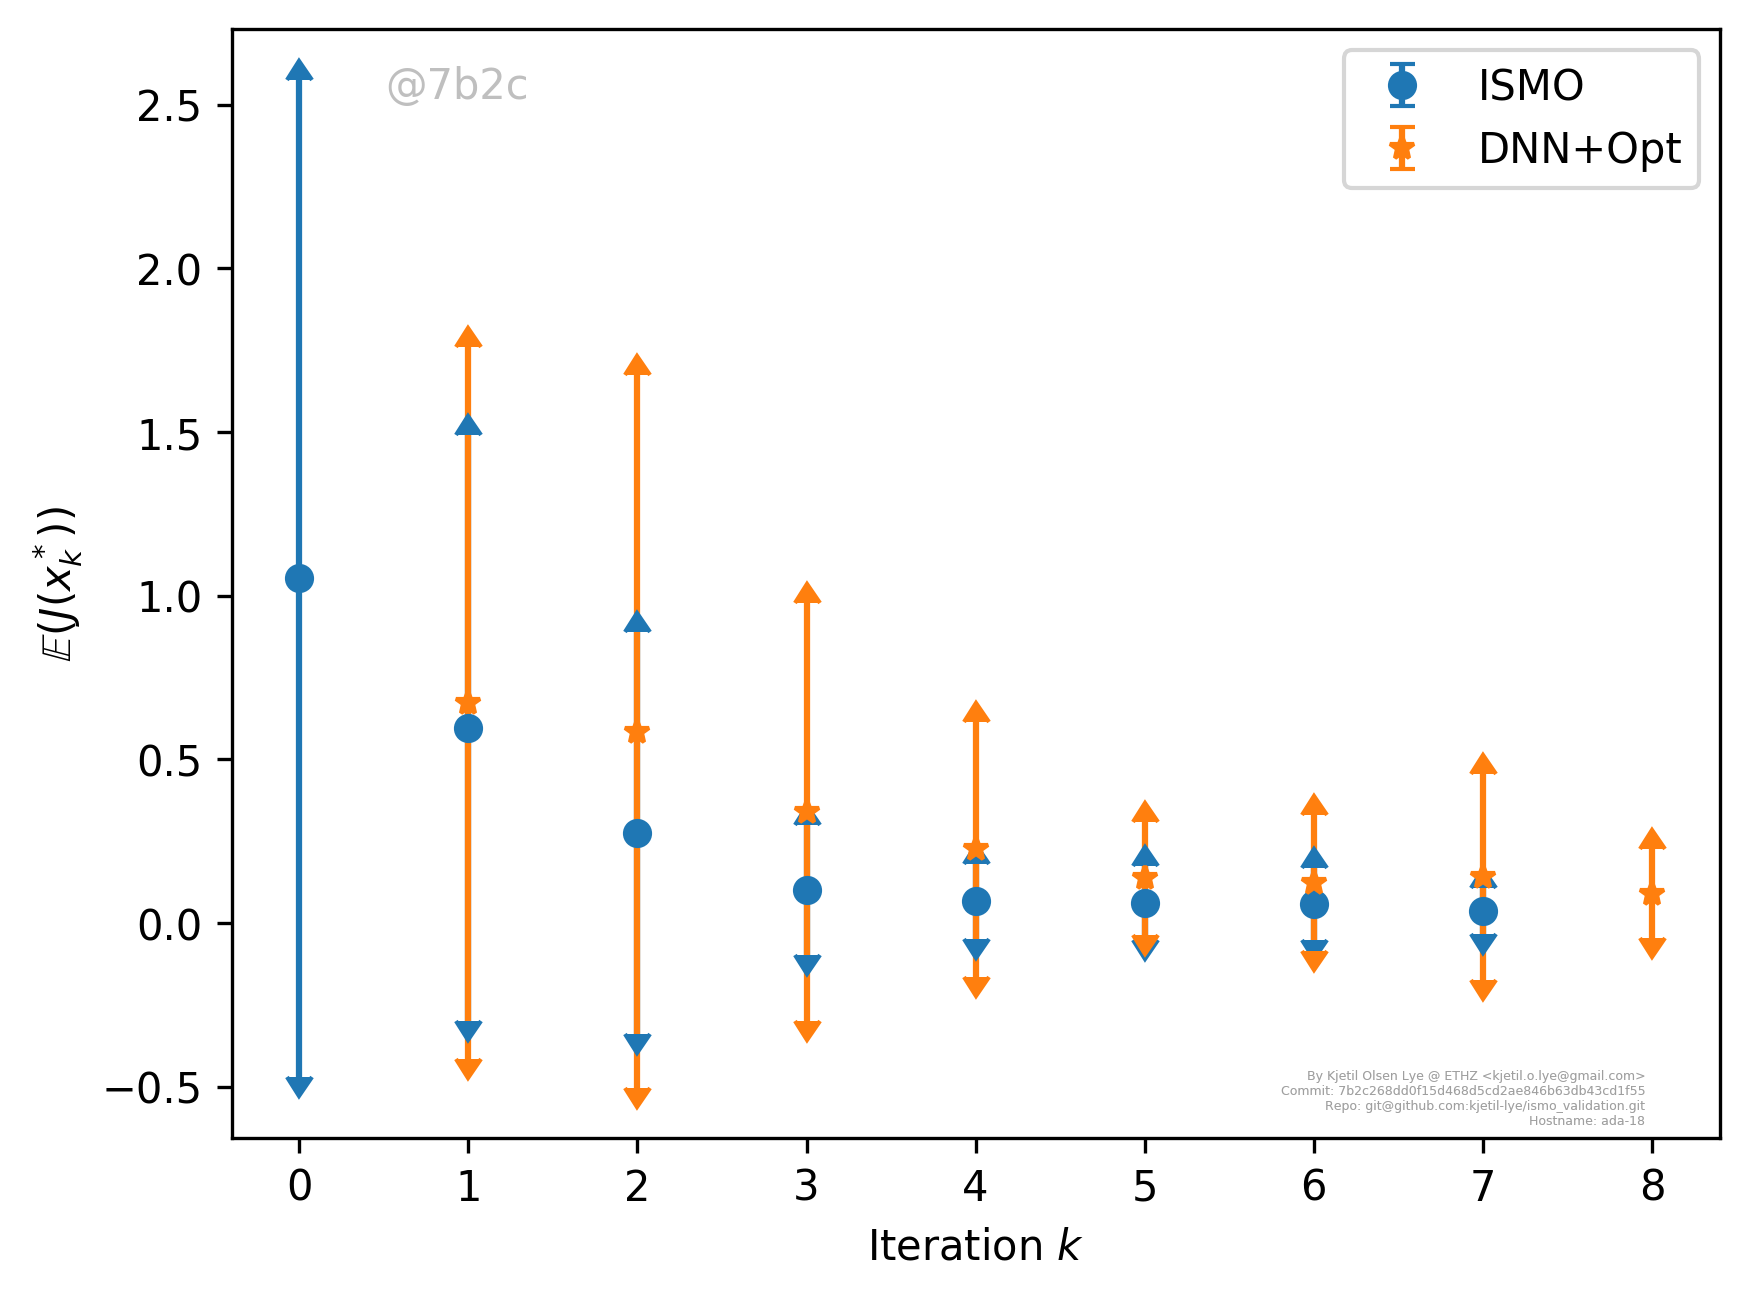 @7b2c
ISMO
DNN+Opt
2.5
2.0
1.5
1.0
0.5
0.0
−0.5
𝔼(J(x*k))
0 1 2 3 4 5 6 7 8
Iteration k
By Kjetil Olsen Lye @ ETHZ <kjetil.o.lye@gmail.com>
Commit: 7b2c268dd0f15d468d5cd2ae846b63db43cd1f55
Repo: git@github.com:kjetil-lye/ismo_validation.git
Hostname: ada-18